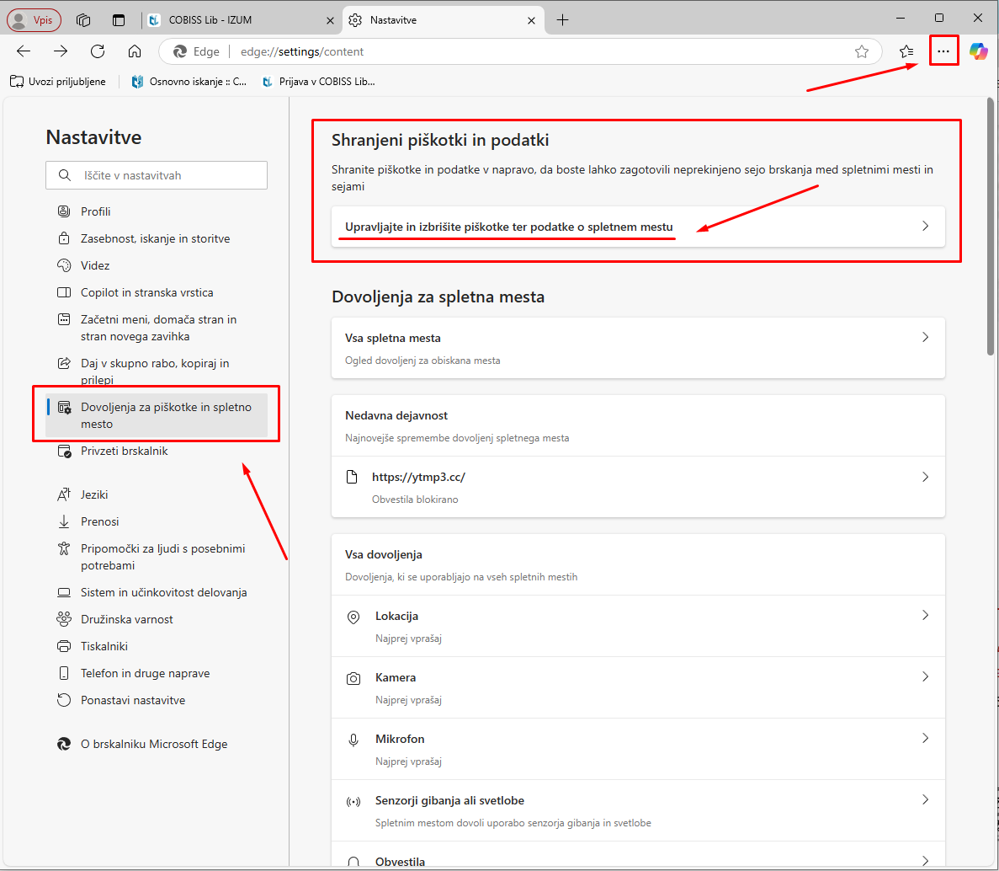 Vpis
COBISS Lib - IZUM
Nastavitve
Edge
edge://settings/content
Uvozi priljubljene
Osnovno iskanje :: C...
Prijava v COBISS Lib...
Nastavitve
Iščite v nastavitvah
Profili
Zasebnost, iskanje in storitve
Videz
Copilot in stranska vrstica
Začetni meni, domača stran in
stran novega zavihka
Daj v skupno rabo, kopiraj in
prilepi
Dovoljenja za piškotke in spletno
mesto
Privzeti brskalnik
Jeziki
Prenosi
Pripomočki za ljudi s posebnimi
potrebami
Sistem in učinkovitost delovanja
Družinska varnost
Tiskalniki
Telefon in druge naprave
Ponastavi nastavitve
O brskalniku Microsoft Edge
Shranjeni piškotki in podatki
Shranite piškotke in podatke v napravo, da boste lahko zagotovili neprekinjeno sejo brskanja med spletnimi mesti in
sejami
Upravljajte in izbrišite piškotke ter podatke o spletnem mestu
Dovoljenja za spletna mesta
Vsa spletna mesta
Ogled dovoljenj za obiskana mesta
Nedavna dejavnost
Najnovejše spremembe dovoljenj spletnega mesta
https://ytmp3.cc/
Obvestila blokirano
Vsa dovoljenja
Dovoljenja, ki se uporabljajo na vseh spletnih mestih
Lokacija
Najprej vprašaj
Kamera
Najprej vprašaj
Mikrofon
Najprej vprašaj
Senzorji gibanja ali svetlobe
Spletnim mestom dovoli uporabo senzorja gibanja in svetlobe
Obvestila